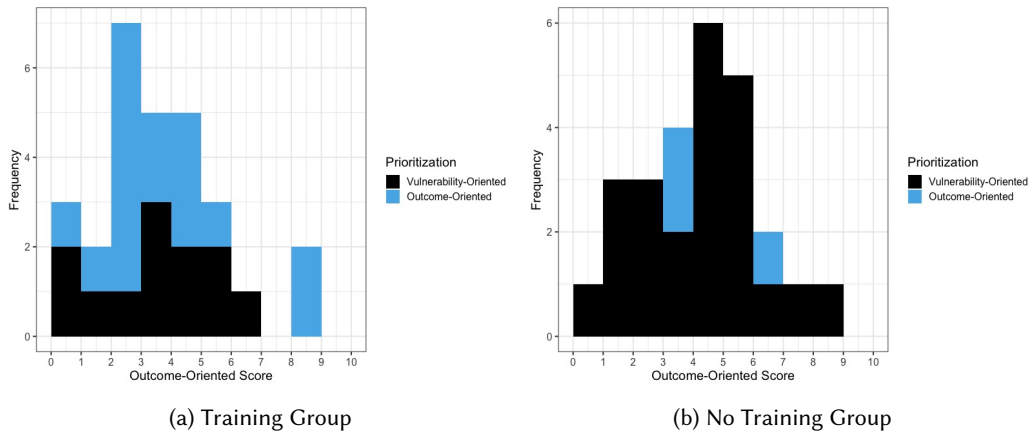 Frequency
6
4
2
0
0 1 2 3 4 5 6 7 8 9 10
Outcome-Oriented Score
Prioritization
Vulnerability-Oriented
Outcome-Oriented
(a) Training Group
Frequency
6
4
2
0
0 1 2 3 4 5 6 7 8 9 10
Outcome-Oriented Score
Prioritization
Vulnerability-Oriented
Outcome-Oriented
(b) No Training Group